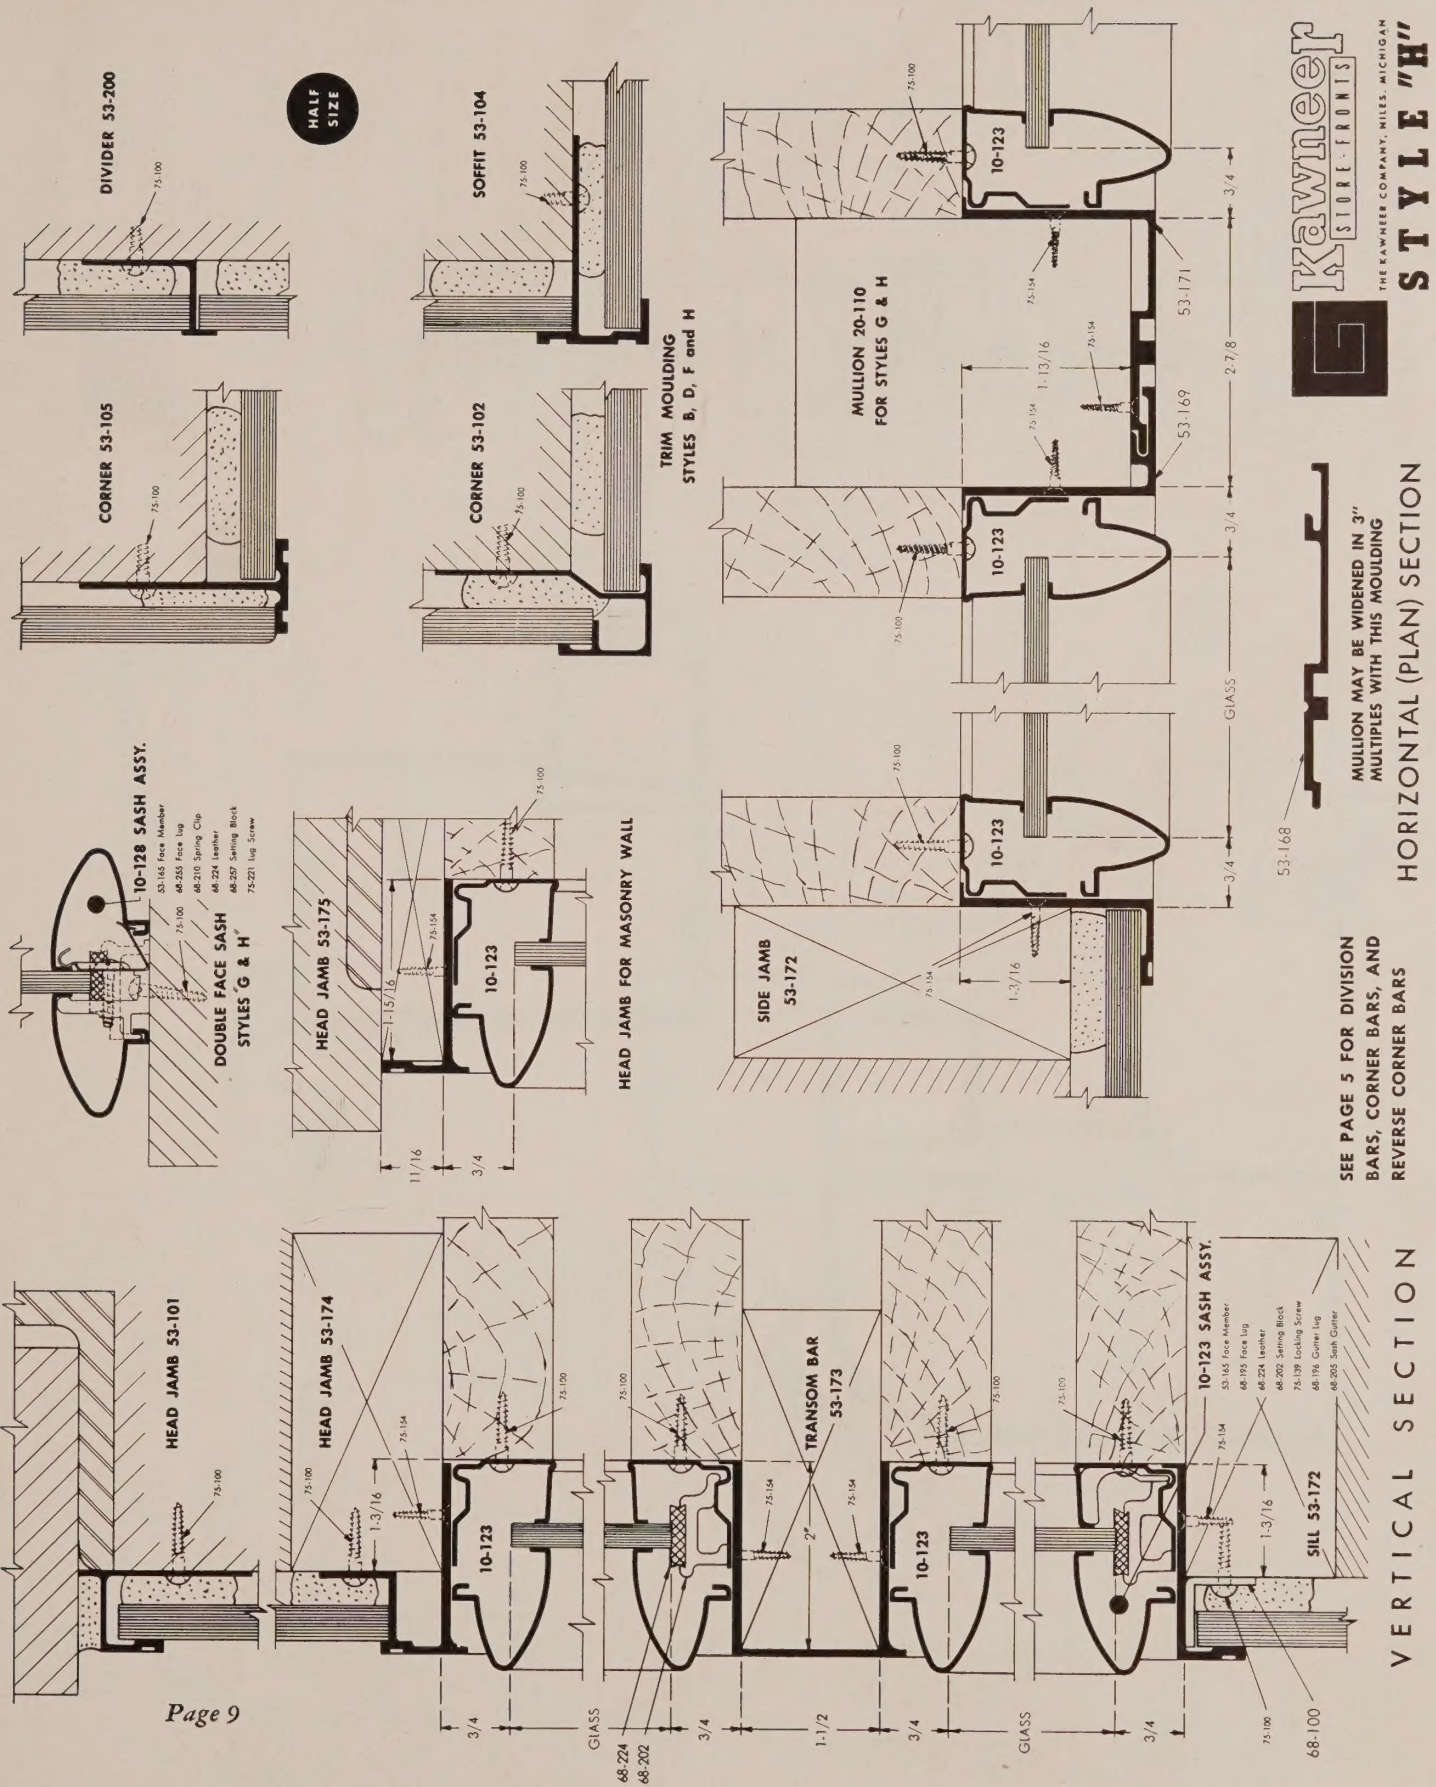 HALF
SIZE
DIVIDER 53-200
75-100
SOFFIT 53-104
75-100
CORNER 53-105
75-100
CORNER 53-102
75-100
TRIM MOULDING
STYLES B, D, F and H
10-128 SASH ASSY.
53-165 Face Member
68-255 Face Lug
68-210 Spring Clip
68-224 Leather
68-257 Setting Block
75-221 Lug Screw
75-100
DOUBLE FACE SASH
STYLES G & H
HEAD JAMB 53-175
1-15/16
75-154
75-100
10-123
11/16
3/4
HEAD JAMB FOR MASONRY WALL
MULLION 20-110
FOR STYLES G & H
75-100
10-123
75-154
1-13/16
75-154
75-154
53-171
53-169
75-100
10-123
3/4
2-7/8
3/4
GLASS
3/4
75-100
10-123
SIDE JAMB
53-172
75-154
1-3/16
53-168
MULLION MAY BE WIDENED IN 3"
MULTIPLES WITH THIS MOULDING
HORIZONTAL (PLAN) SECTION
Kawneer
STORE-FRONTS
THE KAWNEER COMPANY, NILES, MICHIGAN
STYLE "H"
SEE PAGE 5 FOR DIVISION
BARS, CORNER BARS, AND
REVERSE CORNER BARS
HEAD JAMB 53-101
75-100
HEAD JAMB 53-174
75-100
75-154
1-3/16
10-123
75-100
75-100
TRANSOM BAR
53-173
75-154
2"
75-154
10-123
75-100
75-100
10-123 SASH ASSY.
53-165 Face Member
68-195 Face Lug
68-224 Leather
68-202 Setting Block
75-139 Locking Screw
68-196 Gutter Lug
68-205 Sash Gutter
75-154
1-3/16
SILL 53-172
75-100
68-100
3/4
GLASS
68-224
68-202
3/4
1-1/2
3/4
GLASS
3/4
VERTICAL SECTION
Page 9